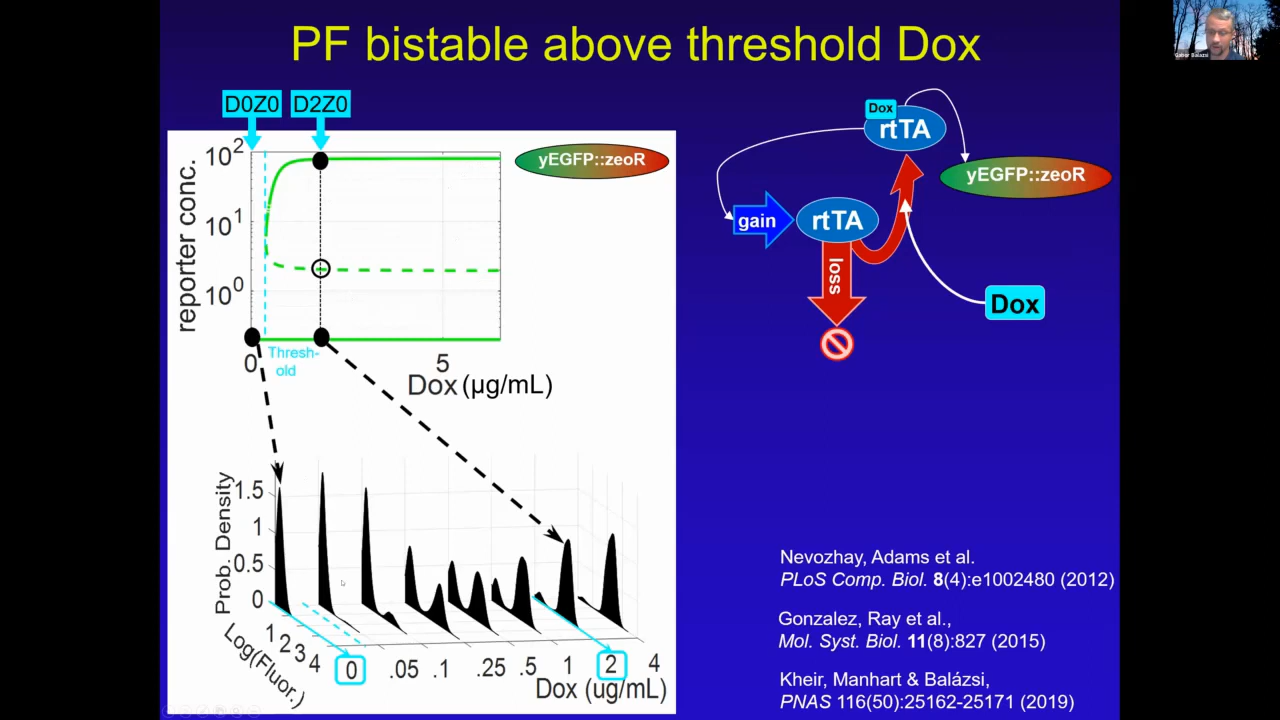 PF bistable above threshold Dox
Gabor Balazsi
D0Z0 D2Z0
yEGFP::zeoR
reporter conc.
10²
10¹
10⁰
0
Thresh-
old
5
Dox (µg/mL)
Prob. Density
1.5
1
0.5
0
1 2 3 4
Log(Fluor.)
0 .05 .1 .25 .5 1 2 4
Dox (ug/mL)
Dox
rtTA
yEGFP::zeoR
gain
rtTA
loss
Dox
Nevozhay, Adams et al.
PLoS Comp. Biol. 8(4):e1002480 (2012)
Gonzalez, Ray et al.,
Mol. Syst. Biol. 11(8):827 (2015)
Kheir, Manhart & Balázsi,
PNAS 116(50):25162-25171 (2019)